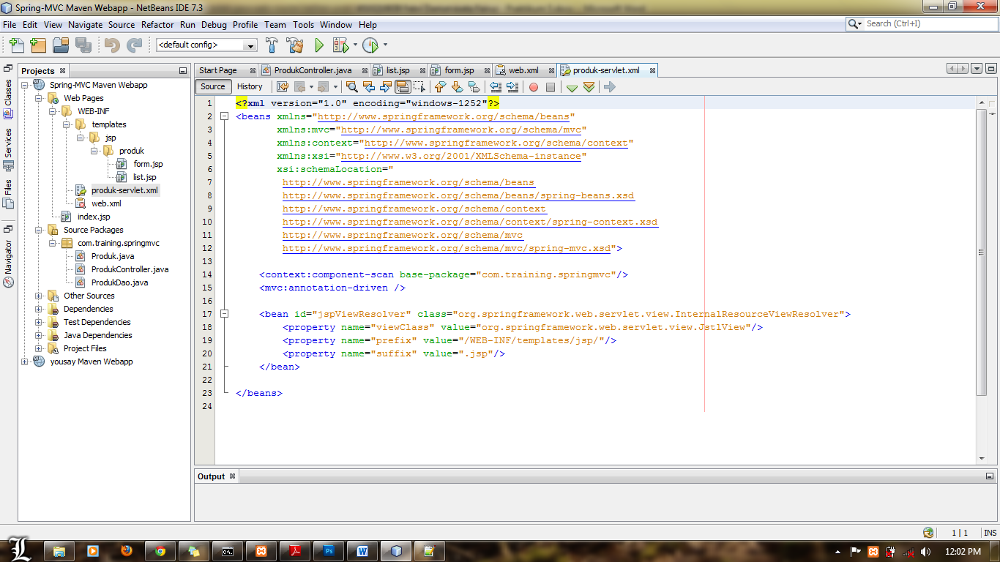 Spring-MVC Maven Webapp - NetBeans IDE 7.3
File Edit View Navigate Source Refactor Run Debug Profile Team Tools Window Help
Search (Ctrl+I)
<default config>
Classes
Services
Files
Navigator
Projects
Spring-MVC Maven Webapp
Web Pages
WEB-INF
templates
jsp
produk
form.jsp
list.jsp
produk-servlet.xml
web.xml
index.jsp
Source Packages
com.training.springmvc
Produk.java
ProdukController.java
ProdukDao.java
Other Sources
Dependencies
Test Dependencies
Java Dependencies
Project Files
yousay Maven Webapp
Start Page ProdukController.java list.jsp form.jsp web.xml produk-servlet.xml
Source History
1 <?xml version="1.0" encoding="windows-1252"?>
2 <beans xmlns="http://www.springframework.org/schema/beans"
3 xmlns:mvc="http://www.springframework.org/schema/mvc"
4 xmlns:context="http://www.springframework.org/schema/context"
5 xmlns:xsi="http://www.w3.org/2001/XMLSchema-instance"
6 xsi:schemaLocation="
7 http://www.springframework.org/schema/beans
8 http://www.springframework.org/schema/beans/spring-beans.xsd
9 http://www.springframework.org/schema/context
10 http://www.springframework.org/schema/context/spring-context.xsd
11 http://www.springframework.org/schema/mvc
12 http://www.springframework.org/schema/mvc/spring-mvc.xsd">
13
14 <context:component-scan base-package="com.training.springmvc"/>
15 <mvc:annotation-driven />
16
17 <bean id="jspViewResolver" class="org.springframework.web.servlet.view.InternalResourceViewResolver">
18 <property name="viewClass" value="org.springframework.web.servlet.view.JstlView"/>
19 <property name="prefix" value="/WEB-INF/templates/jsp/"/>
20 <property name="suffix" value=".jsp"/>
21 </bean>
22
23 </beans>
24
Output
1 | 1 INS
12:02 PM